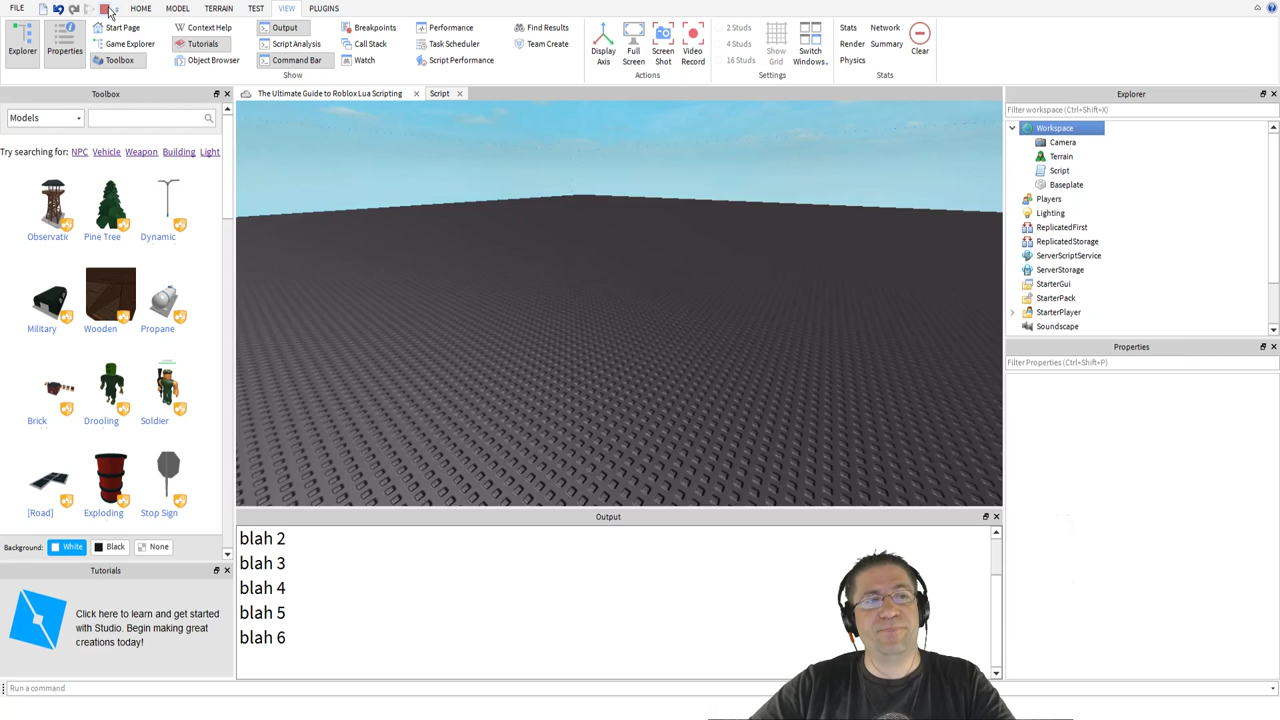 FILE HOME MODEL TERRAIN TEST VIEW PLUGINS
Explorer
Properties
Start Page
Game Explorer
Toolbox
Context Help
Tutorials
Object Browser
Output
Script Analysis
Command Bar
Breakpoints
Call Stack
Watch
Performance
Task Scheduler
Script Performance
Find Results
Team Create
Show
Display
Axis
Full
Screen
Screen
Shot
Video
Record
Actions
2 Studs
4 Studs
16 Studs
Show
Grid
Switch
Windows
Settings
Stats
Render
Physics
Network
Summary
Clear
Stats
Toolbox
Models
Try searching for: NPC Vehicle Weapon Building Light
Observatic
Pine Tree
Dynamic
Military
Wooden
Propane
Brick
Drooling
Soldier
[Road]
Exploding
Stop Sign
Background: White Black None
Tutorials
Click here to learn and get started
with Studio. Begin making great
creations today!
The Ultimate Guide to Roblox Lua Scripting
Script
Output
blah 2
blah 3
blah 4
blah 5
blah 6
Explorer
Filter workspace (Ctrl+Shift+X)
Workspace
Camera
Terrain
Script
Baseplate
Players
Lighting
ReplicatedFirst
ReplicatedStorage
ServerScriptService
ServerStorage
StarterGui
StarterPack
StarterPlayer
Soundscape
Properties
Filter Properties (Ctrl+Shift+P)
Run a command